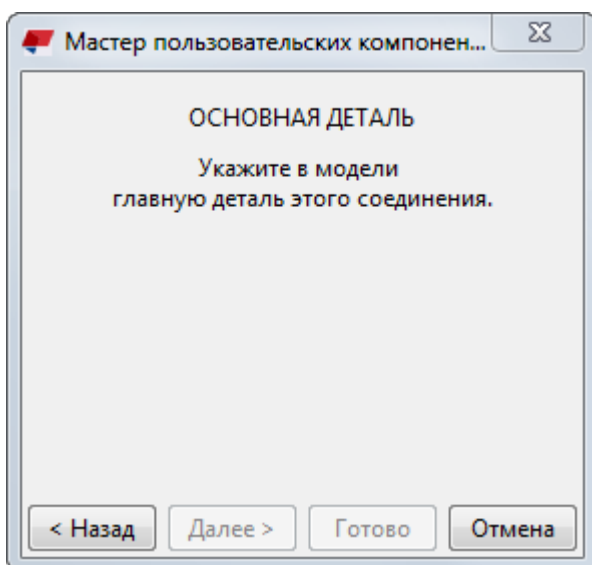 Мастер пользовательских компонен...
ОСНОВНАЯ ДЕТАЛЬ
Укажите в модели
главную деталь этого соединения.
< Назад Далее > Готово Отмена